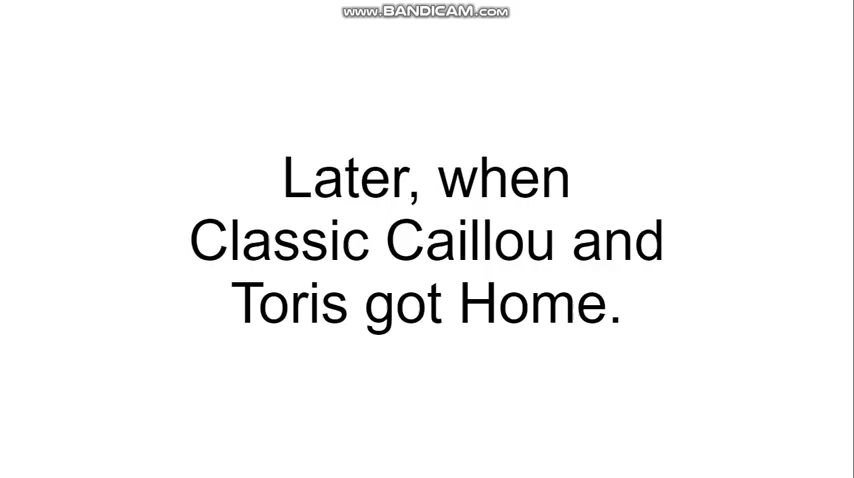 www.BANDICAM.com
Later, when
Classic Caillou and
Toris got Home.